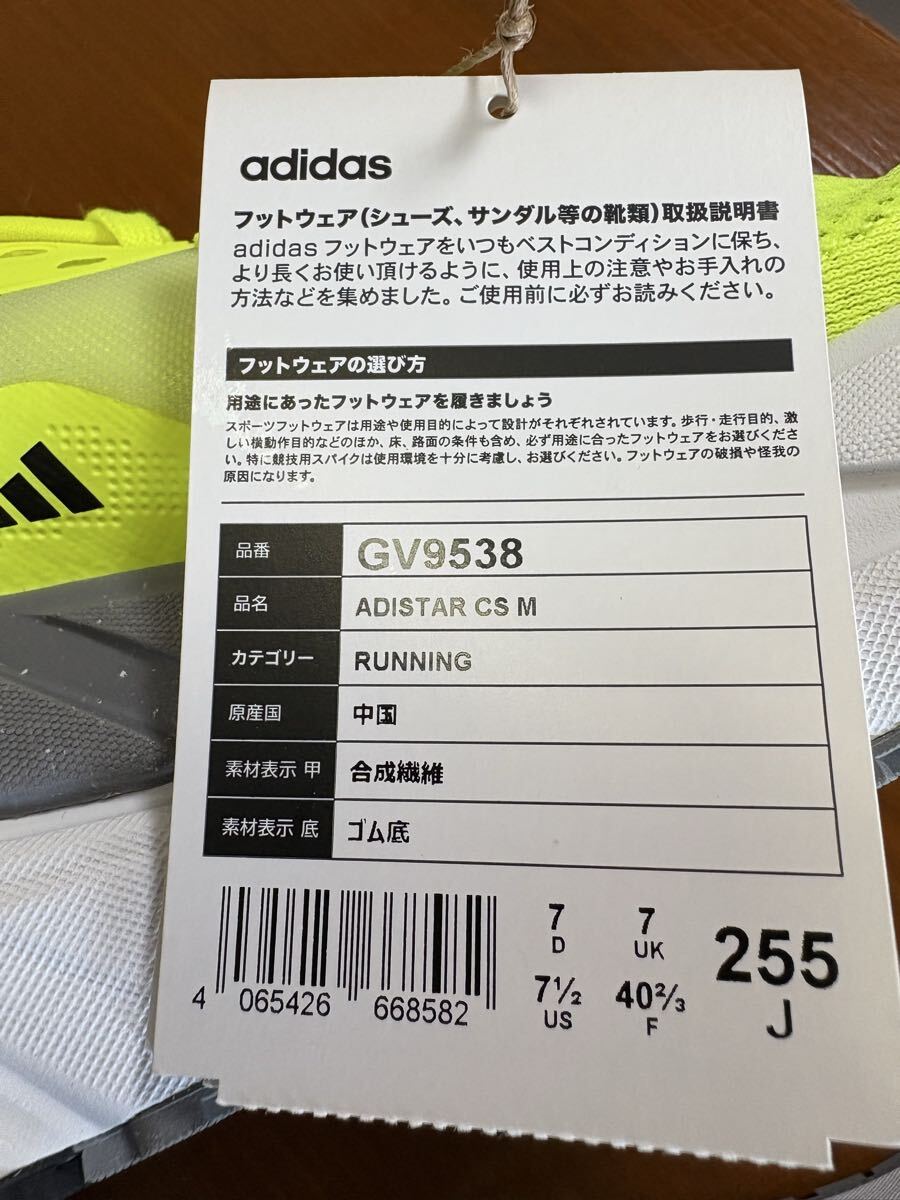 adidas
フットウェア(シューズ、サンダル等の靴類)取扱説明書
adidas フットウェアをいつもベストコンディションに保ち、
より長くお使い頂けるように、使用上の注意やお手入れの
方法などを集めました。ご使用前に必ずお読みください。
フットウェアの選び方
用途にあったフットウェアを履きましょう
スポーツフットウェアは用途や使用目的によって設計がそれぞれされています。歩行・走行目的、激
しい機動作目的などのほか、床、路面の条件も含め、必ず用途に合ったフットウェアをお選びくださ
い。特に競技用スパイクは使用環境を十分に考慮し、お選びください。フットウェアの破損や怪我の
原因になります。
品番 GV9538
品名 ADISTAR CS M
カテゴリー RUNNING
原産国 中国
素材表示 甲 合成繊維
素材表示 底 ゴム底
7 7 255
D UK J
7½ 40⅔
US F
4 065426 668582